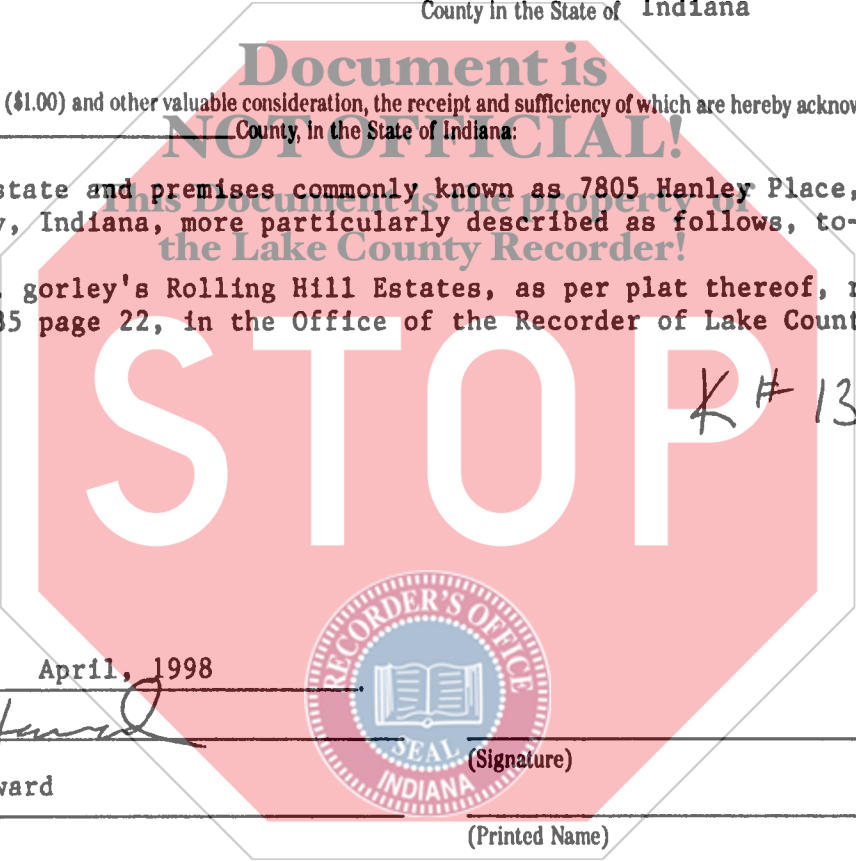 County in the State of Indiana
Document is
($1.00) and other valuable consideration, the receipt and sufficiency of which are hereby acknow
County, in the State of Indiana:
NOT OFFICIAL!
state and premises commonly known as 7805 Hanley Place,
This Document is the property of
, Indiana, more particularly described as follows, to-
the Lake County Recorder!
gorley's Rolling Hill Estates, as per plat thereof,
35 page 22, in the Office of the Recorder of Lake Count
K # 13
STOP
RECORDER'S OFFICE
SEAL
INDIANA
April, 1998
(Signature)
ward
(Printed Name)